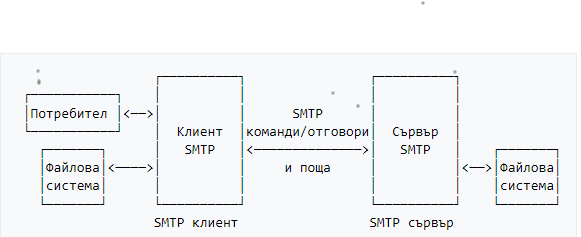 Потребител
Клиент
SMTP
SMTP
команди/отговори
и поща
Сървър
SMTP
Файлова
система
Файлова
система
SMTP клиент
SMTP сървър